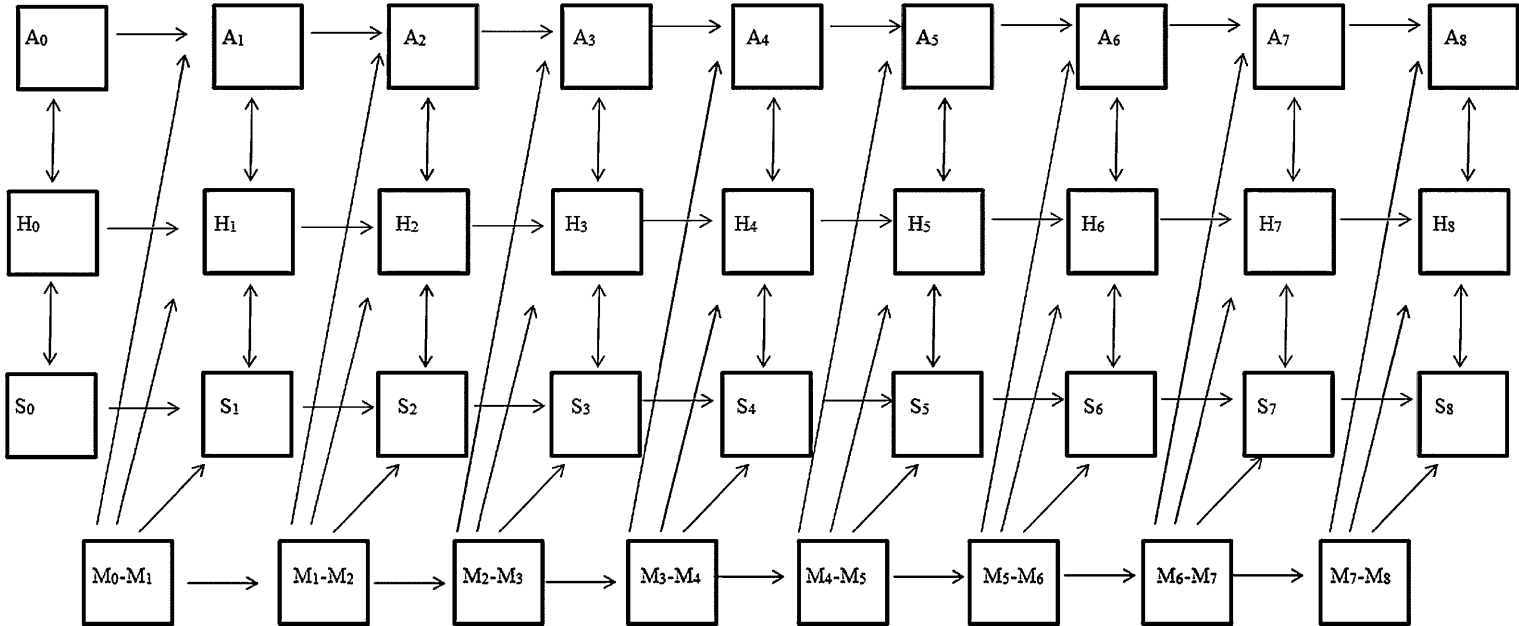 A0 A1 A2 A3 A4 A5 A6 A7 A8
H0 H1 H2 H3 H4 H5 H6 H7 H8
S0 S1 S2 S3 S4 S5 S6 S7 S8
M0-M1 M1-M2 M2-M3 M3-M4 M4-M5 M5-M6 M6-M7 M7-M8